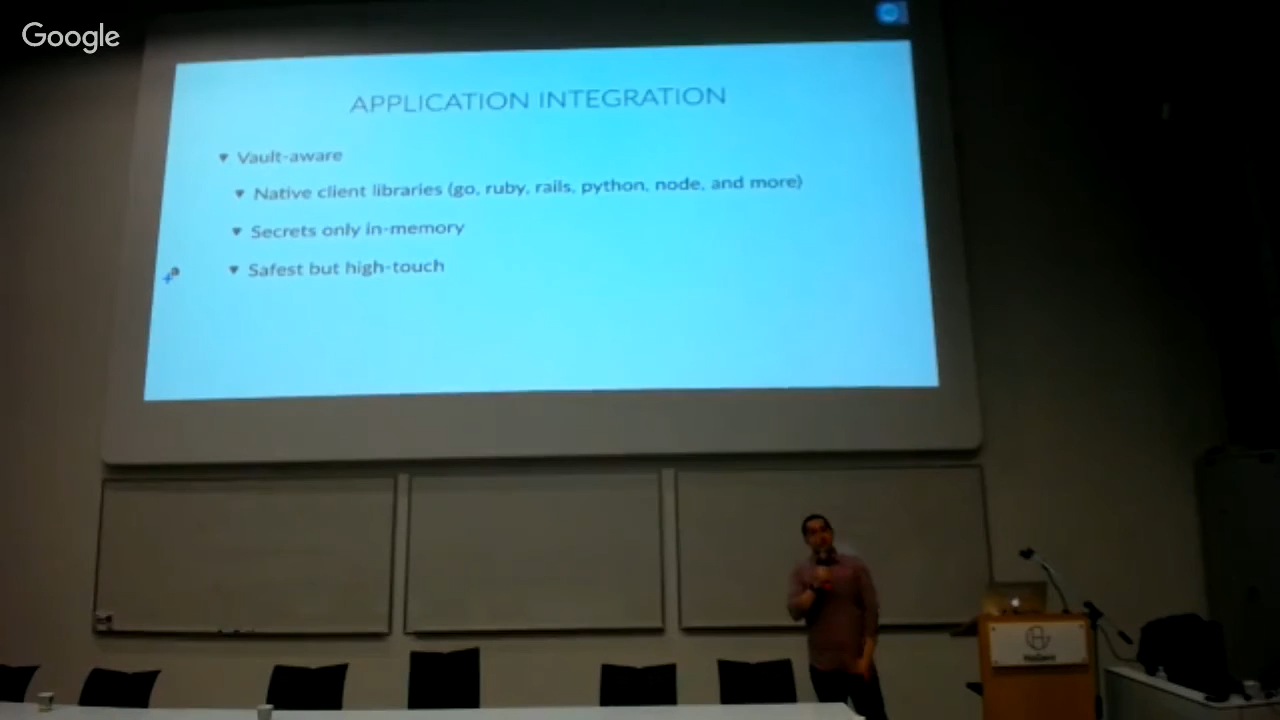 Google
APPLICATION INTEGRATION
Vault-aware
Native client libraries (go, ruby, rails, python, node, and more)
Secrets only in-memory
Safest but high-touch